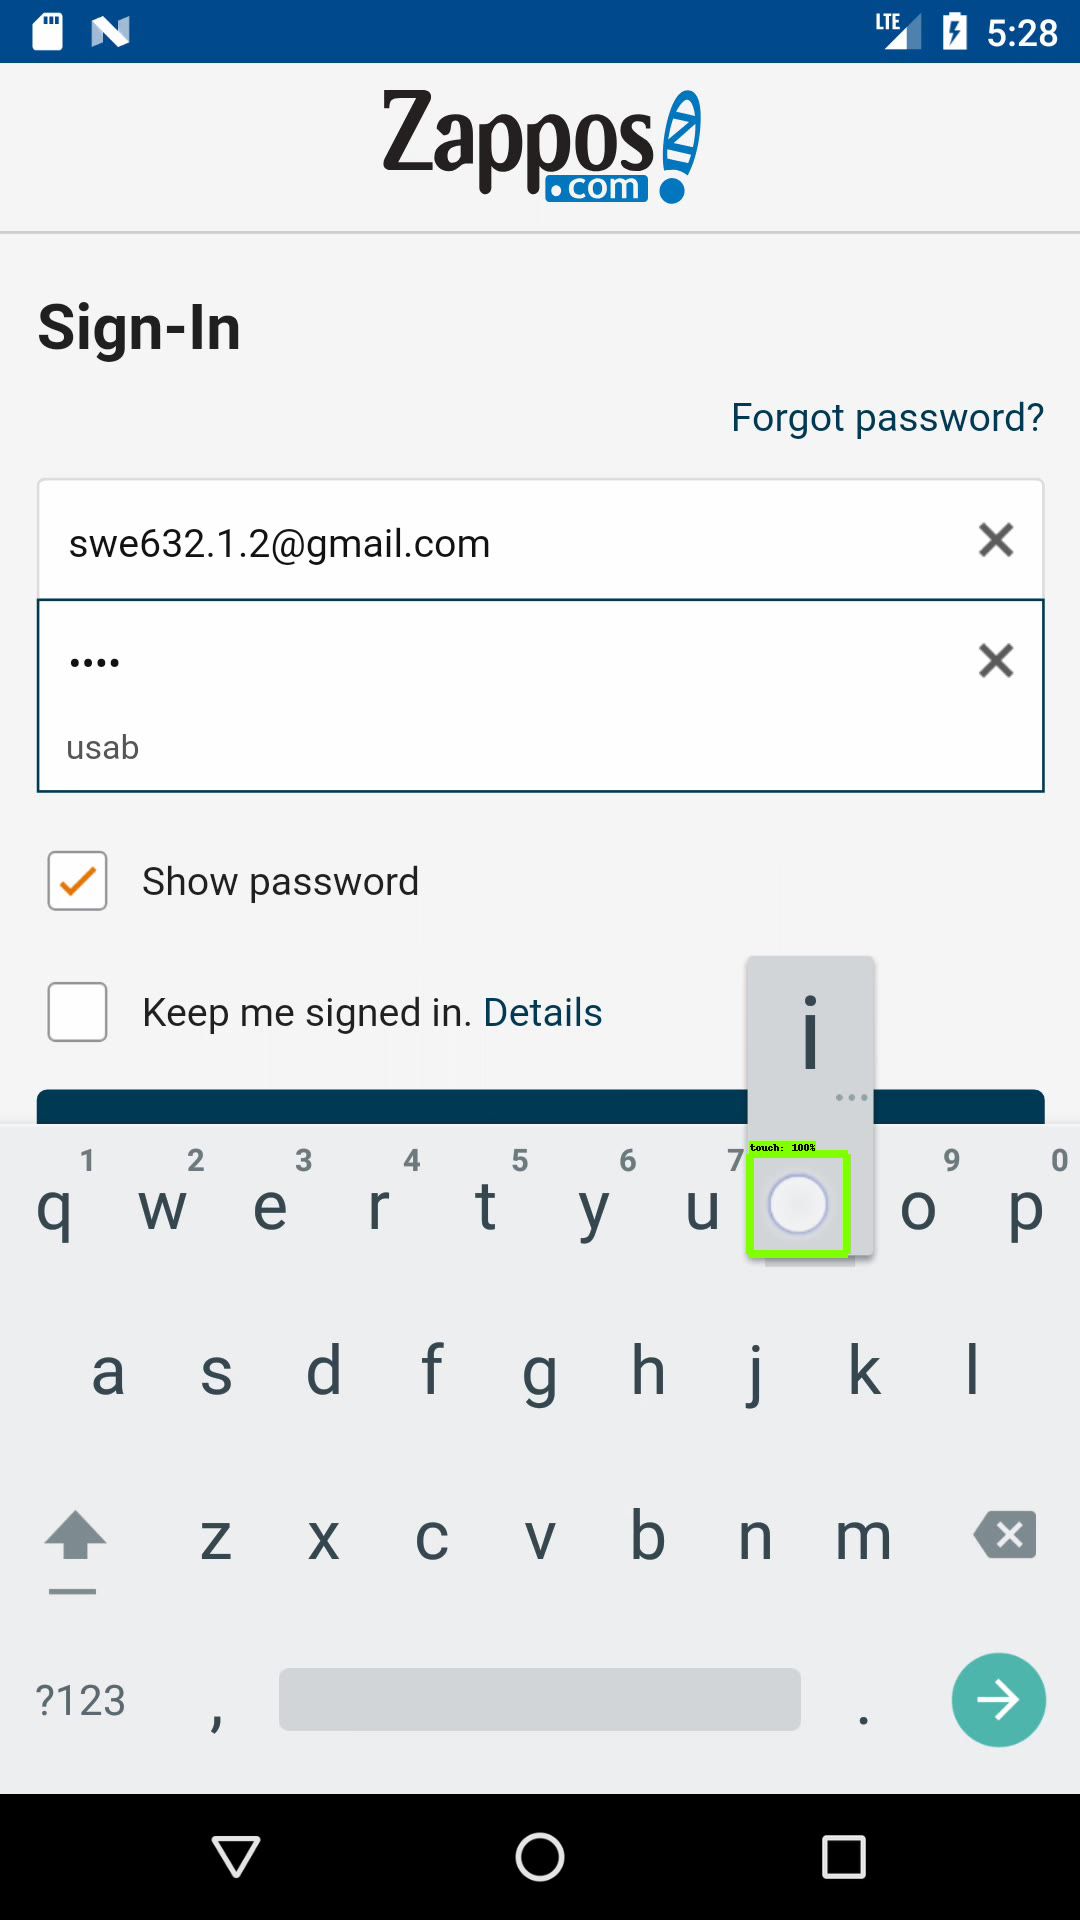 LTE 5:28
Zappos
.com
Sign-In
Forgot password?
swe632.1.2@gmail.com
••••
usab
Show password
Keep me signed in. Details
i
...
touch: 100%
1 2 3 4 5 6 7 9 0
q w e r t y u o p
a s d f g h j k l
z x c v b n m
?123 , .